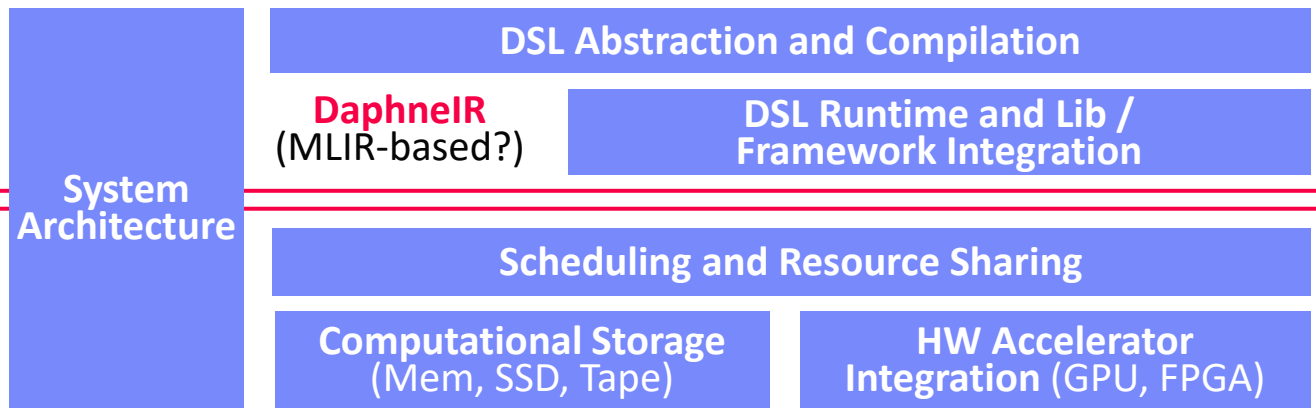 System
Architecture
DSL Abstraction and Compilation
DaphneIR
(MLIR-based?)
DSL Runtime and Lib /
Framework Integration
Scheduling and Resource Sharing
Computational Storage
(Mem, SSD, Tape)
HW Accelerator
Integration (GPU, FPGA)